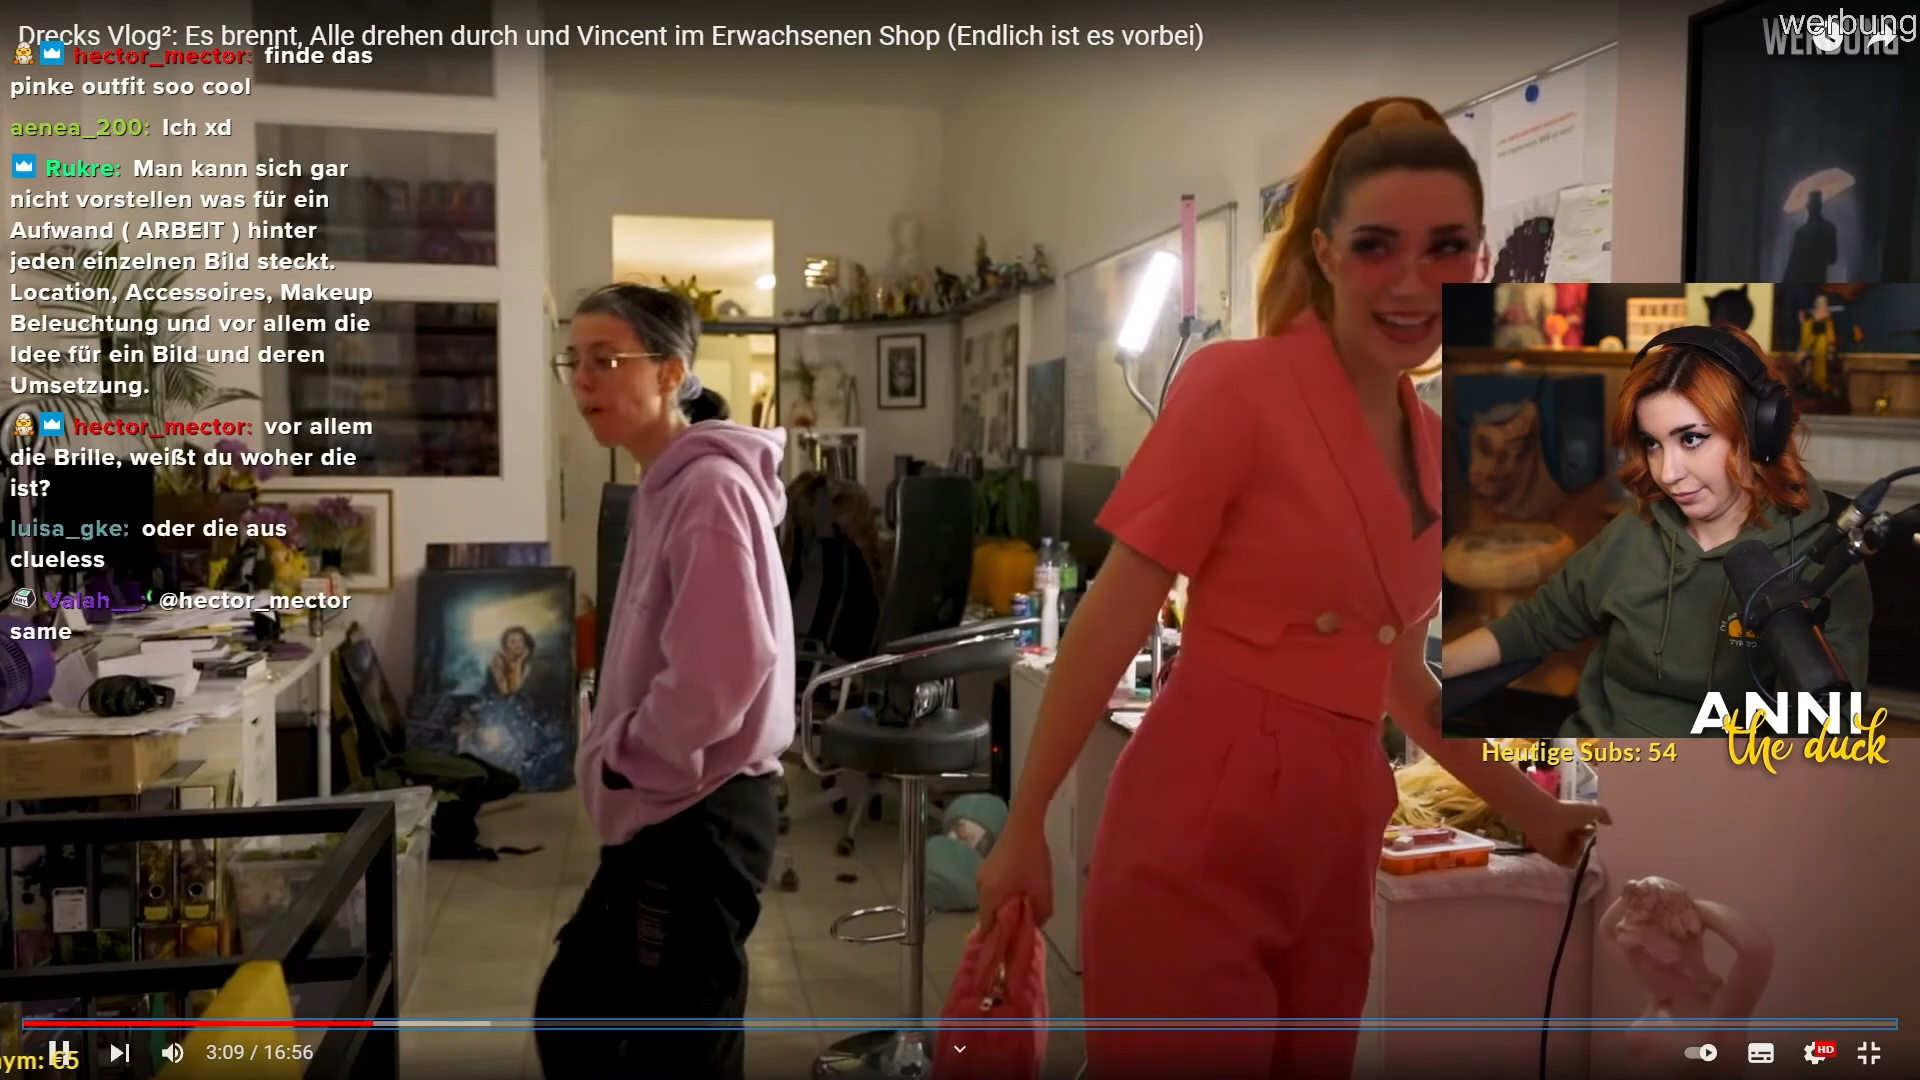 Drecks Vlog²: Es brennt, Alle drehen durch und Vincent im Erwachsenen Shop (Endlich ist es vorbei)
werbung
WERBUNG
hector_mector: finde das
pinke outfit soo cool
aenea_200: Ich xd
Rukre: Man kann sich gar
nicht vorstellen was für ein
Aufwand ( ARBEIT ) hinter
jeden einzelnen Bild steckt.
Location, Accessoires, Makeup
Beleuchtung und vor allem die
Idee für ein Bild und deren
Umsetzung.
hector_mector: vor allem
die Brille, weißt du woher die
ist?
luisa_gke: oder die aus
clueless
Valah__: @hector_mector
same
ANNI
the duck
Heutige Subs: 54
3:09 / 16:56
HD